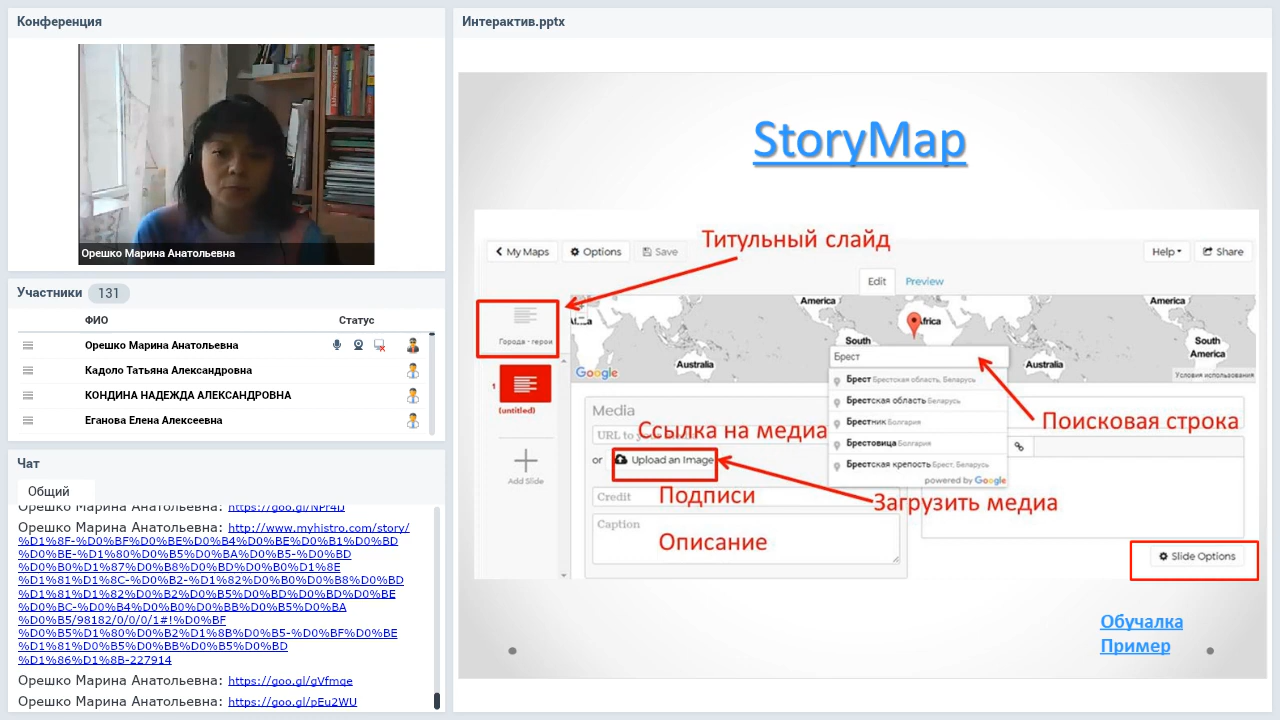 Конференция
Орешко Марина Анатольевна
Участники 131
ФИО Статус
Орешко Марина Анатольевна
Кадоло Татьяна Александровна
КОНДИНА НАДЕЖДА АЛЕКСАНДРОВНА
Еганова Елена Алексеевна
Чат
Общий
Орешко Марина Анатольевна: https://goo.gl/NPr4D
Орешко Марина Анатольевна: http://www.myhistro.com/story/
%D1%8F-%D0%BF%D0%BE%D0%B4%D0%BE%D0%B1%D0%BD
%D0%BE-%D1%80%D0%B5%D0%BA%D0%B5-%D0%BD
%D0%B0%D1%87%D0%B8%D0%BD%D0%B0%D1%8E
%D1%81%D1%8C-%D0%B2-%D1%82%D0%B0%D0%B8%D0%BD
%D1%81%D1%82%D0%B2%D0%B5%D0%BD%D0%BD%D0%BE
%D0%BC-%D0%B4%D0%B0%D0%BB%D0%B5%D0%BA
%D0%B5/98182/0/0/0/1#!%D0%BF
%D0%B5%D1%80%D0%B2%D1%8B%D0%B5-%D0%BF%D0%BE
%D1%81%D0%B5%D0%BB%D0%B5%D0%BD
%D1%86%D1%8B-227914
Орешко Марина Анатольевна: https://goo.gl/gVfmqe
Орешко Марина Анатольевна: https://goo.gl/pEu2WU
Интерактив.pptx
StoryMap
Титульный слайд
My Maps Options Save Help Share
Edit Preview
Города - герои
1
(untitled)
Add Slide
America Africa America
South
Australia Australia
South
America
Google Условия использования
Брест
Брест Брестская область, Беларусь
Брестская область Беларусь
Брестник Болгария
Брестовица Болгария
Брестская крепость Брест, Беларусь
powered by Google
Поисковая строка
Media
URL to
Ссылка на медиа
or Upload an Image
Загрузить медиа
Credit
Подписи
Caption
Описание
Slide Options
Обучалка
Пример